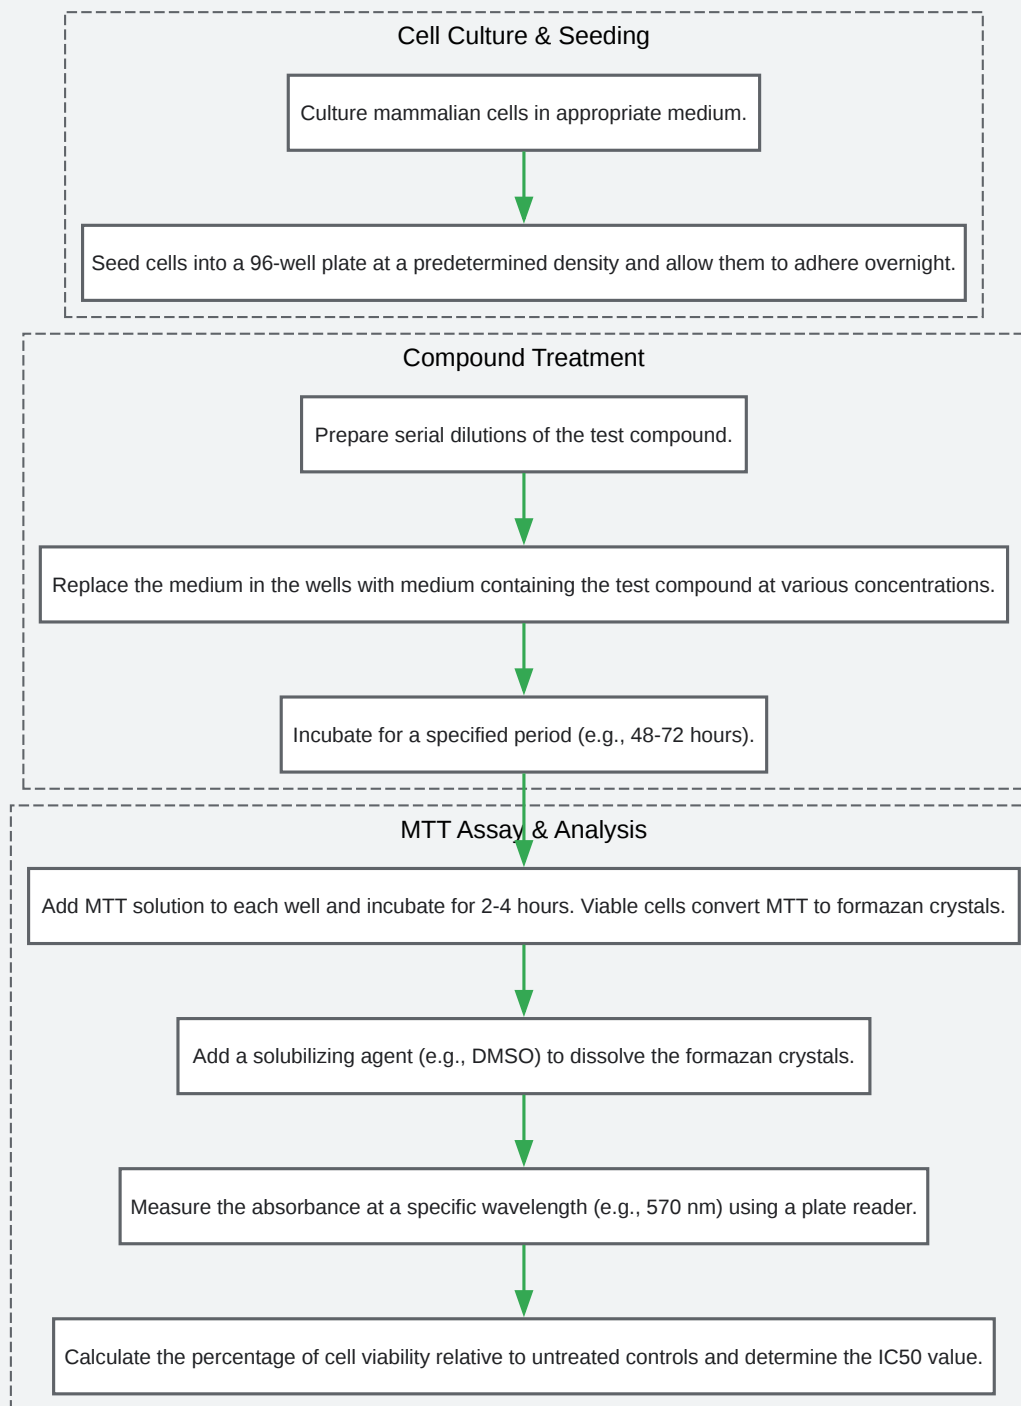 Cell Culture & Seeding
Culture mammalian cells in appropriate medium.
Seed cells into a 96-well plate at a predetermined density and allow them to adhere overnight.
Compound Treatment
Prepare serial dilutions of the test compound.
Replace the medium in the wells with medium containing the test compound at various concentrations.
Incubate for a specified period (e.g., 48-72 hours).
MTT Assay & Analysis
Add MTT solution to each well and incubate for 2-4 hours. Viable cells convert MTT to formazan crystals.
Add a solubilizing agent (e.g., DMSO) to dissolve the formazan crystals.
Measure the absorbance at a specific wavelength (e.g., 570 nm) using a plate reader.
Calculate the percentage of cell viability relative to untreated controls and determine the IC50 value.